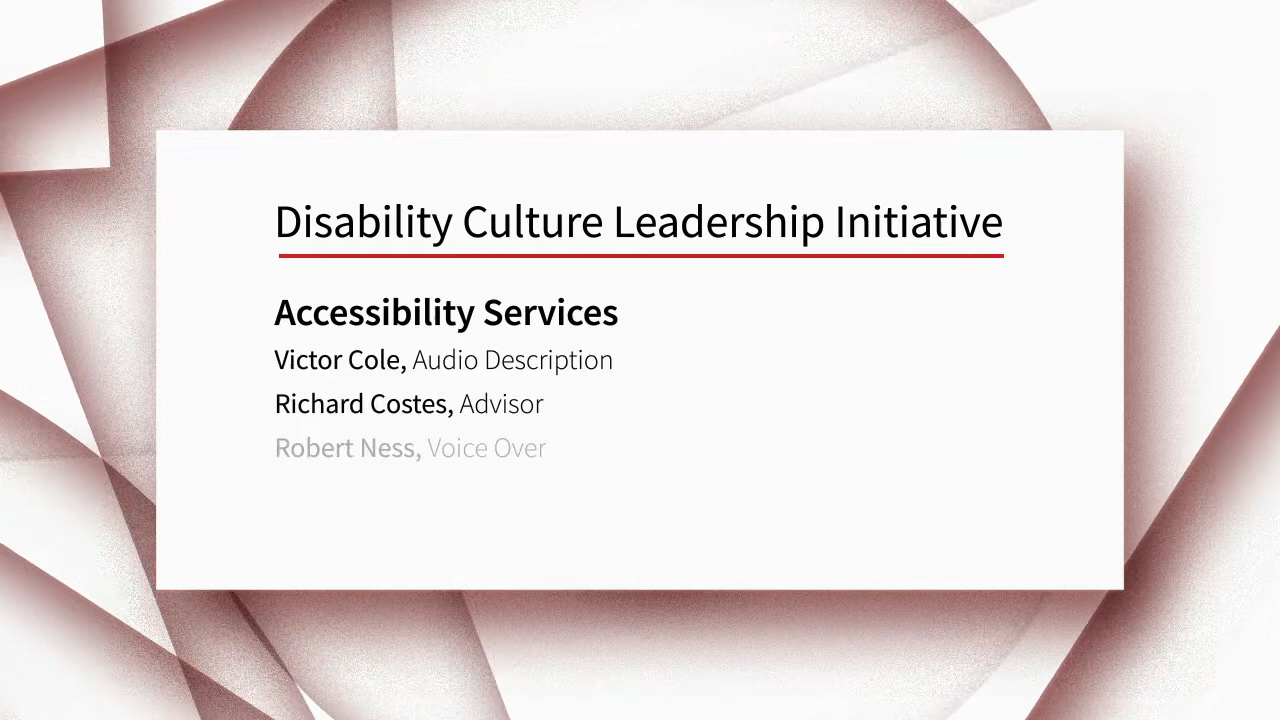 Disability Culture Leadership Initiative
Accessibility Services
Victor Cole, Audio Description
Richard Costes, Advisor
Robert Ness, Voice Over